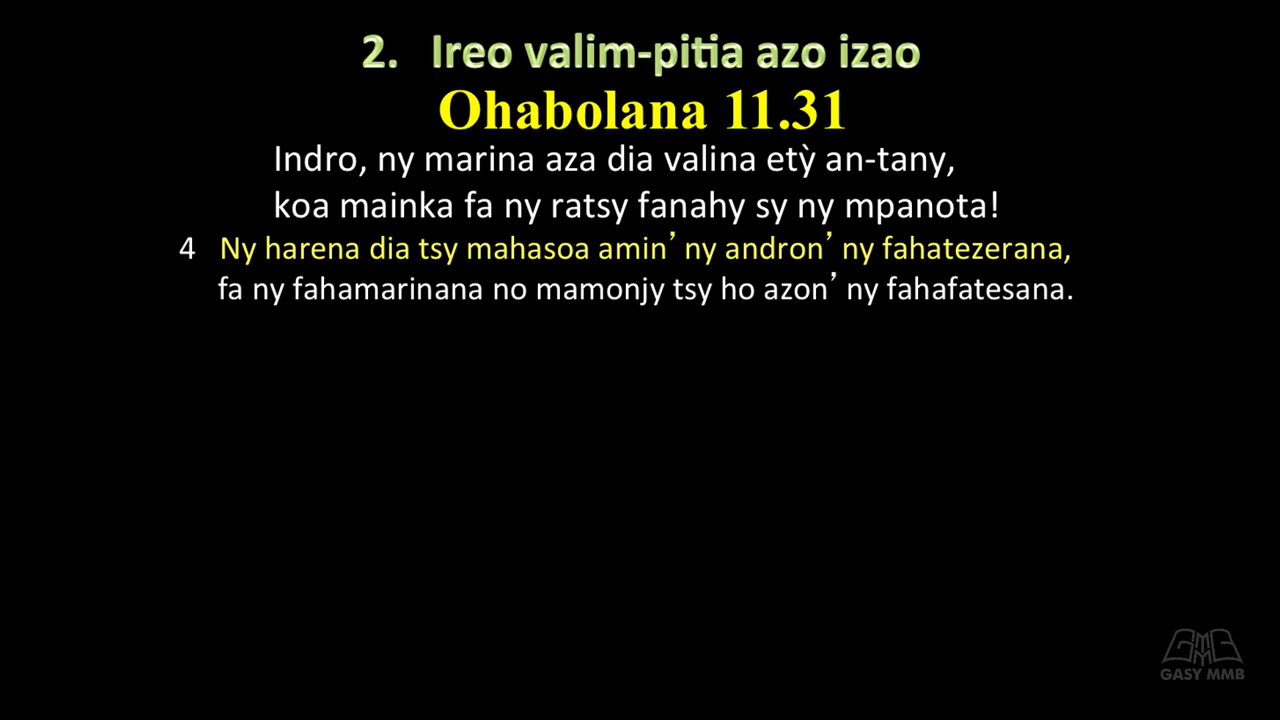 2. Ireo valim-pitia azo izao
Ohabolana 11.31
Indro, ny marina aza dia valina etỳ an-tany,
koa mainka fa ny ratsy fanahy sy ny mpanota!
4 Ny harena dia tsy mahasoa amin’ ny andron’ ny fahatezerana,
fa ny fahamarinana no mamonjy tsy ho azon’ ny fahafatesana.
GASY MMB